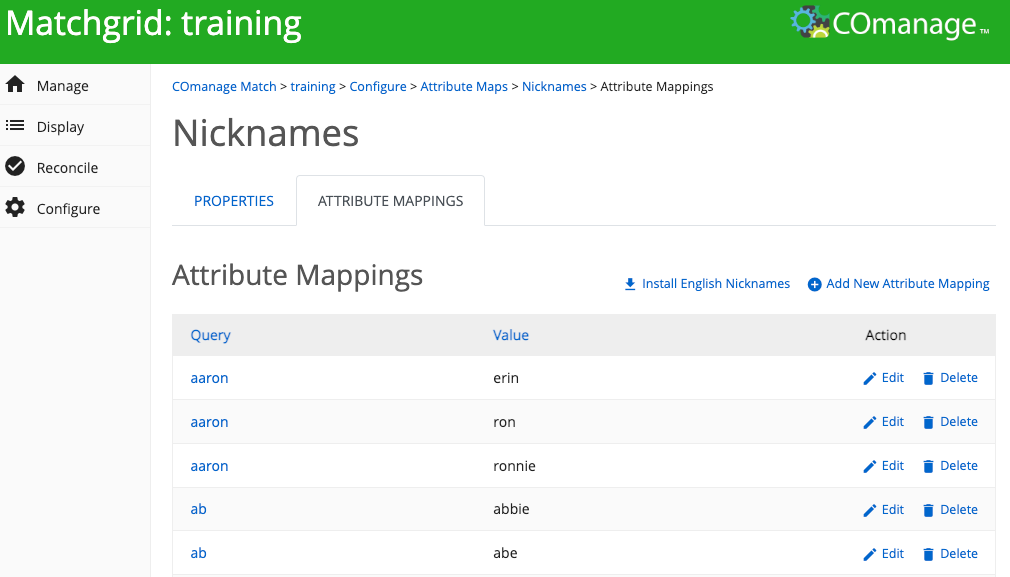 Matchgrid: training
COmanage™
Manage
Display
Reconcile
Configure
COmanage Match > training > Configure > Attribute Maps > Nicknames > Attribute Mappings
Nicknames
PROPERTIES ATTRIBUTE MAPPINGS
Attribute Mappings
Install English Nicknames Add New Attribute Mapping
Query Value Action
aaron erin Edit Delete
aaron ron Edit Delete
aaron ronnie Edit Delete
ab abbie Edit Delete
ab abe Edit Delete